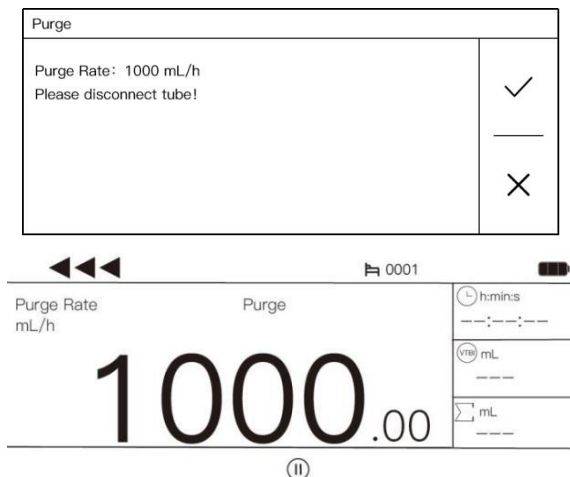 Purge
Purge Rate: 1000 mL/h
Please disconnect tube!
0001
Purge Rate
mL/h
Purge
1000.00
h:min:s
--:--:--
VTBI mL
---
mL
---